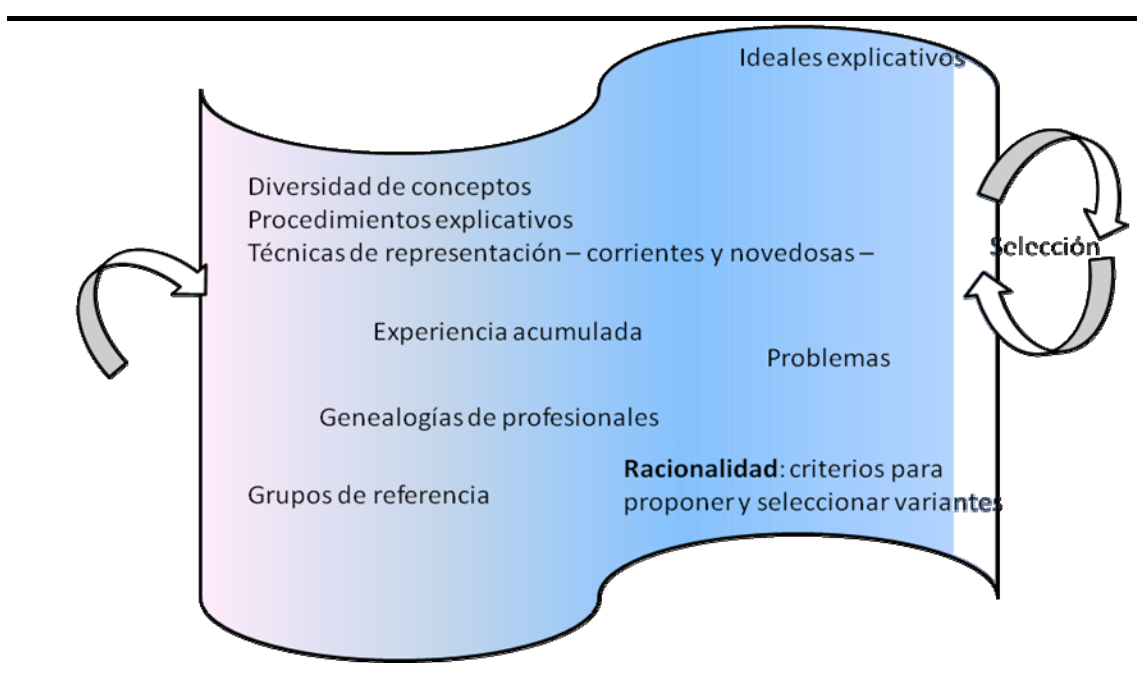 Ideales explicativos
Diversidad de conceptos
Procedimientos explicativos
Técnicas de representación – corrientes y novedosas –
Selección
Experiencia acumulada
Problemas
Genealogías de profesionales
Racionalidad: criterios para
proponer y seleccionar variantes
Grupos de referencia